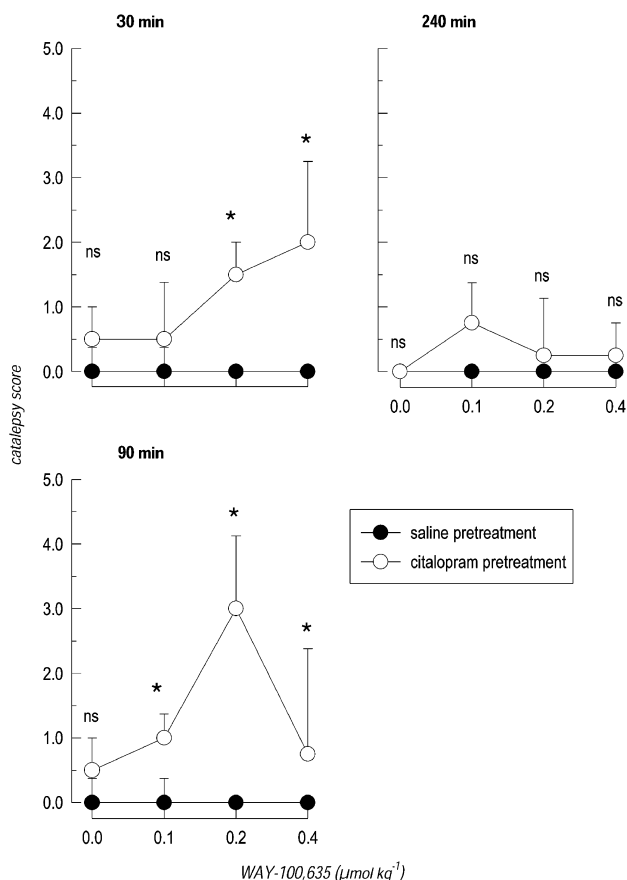 30 min
5.0
4.0
3.0
2.0
1.0
0.0
ns
ns
*
*
240 min
ns
ns
ns
ns
0.0 0.1 0.2 0.4
catalepsy score
90 min
5.0
4.0
3.0
2.0
1.0
0.0
ns
*
*
*
0.0 0.1 0.2 0.4
saline pretreatment
citalopram pretreatment
WAY-100,635 (µmol kg⁻¹)